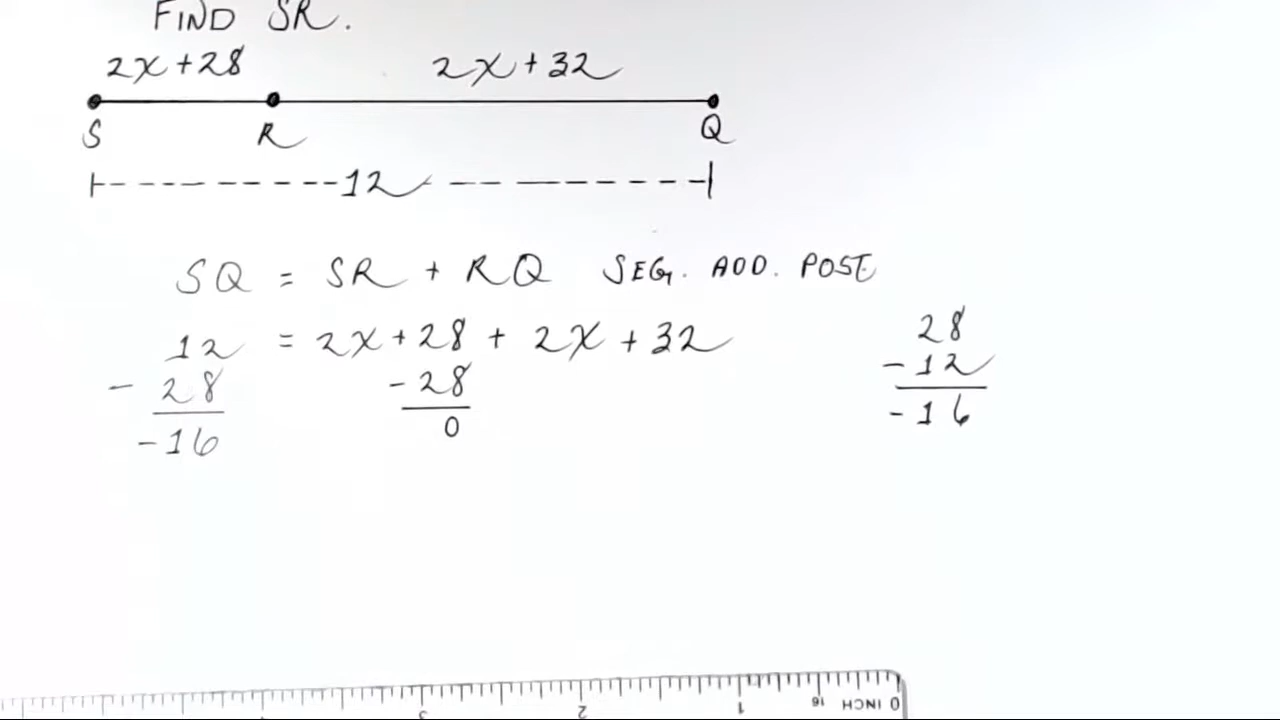 FIND SR.
2x+28 2x+32
S R Q
12
SQ = SR + RQ SEG. ADD. POST
12 = 2x+28 + 2x+32
- 28 - 28
-16 0
28
-12
-16
3 2 1 16 0 INCH